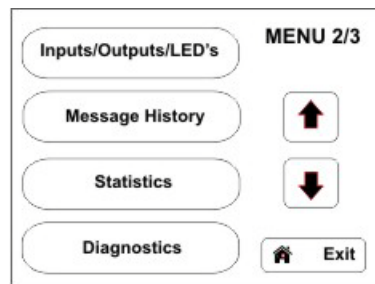 Inputs/Outputs/LED's
MENU 2/3
Message History
Statistics
Diagnostics
Exit